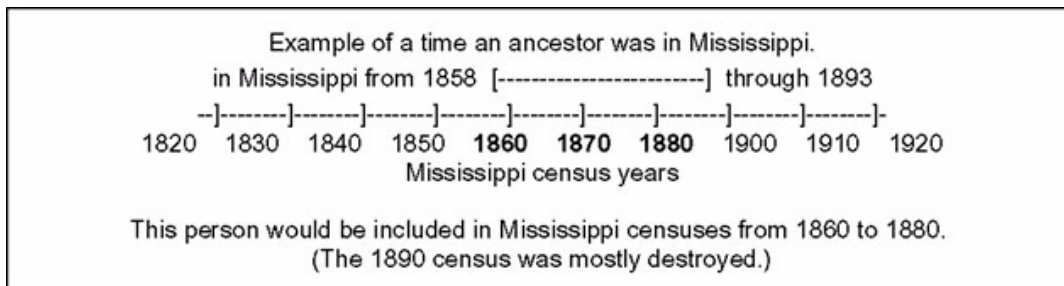 Example of a time an ancestor was in Mississippi.
in Mississippi from 1858 [-------------------------] through 1893
--]--------]--------]--------]--------]--------]--------]--------]--------]--------]-
1820 1830 1840 1850 1860 1870 1880 1900 1910 1920
Mississippi census years
This person would be included in Mississippi censuses from 1860 to 1880.
(The 1890 census was mostly destroyed.)